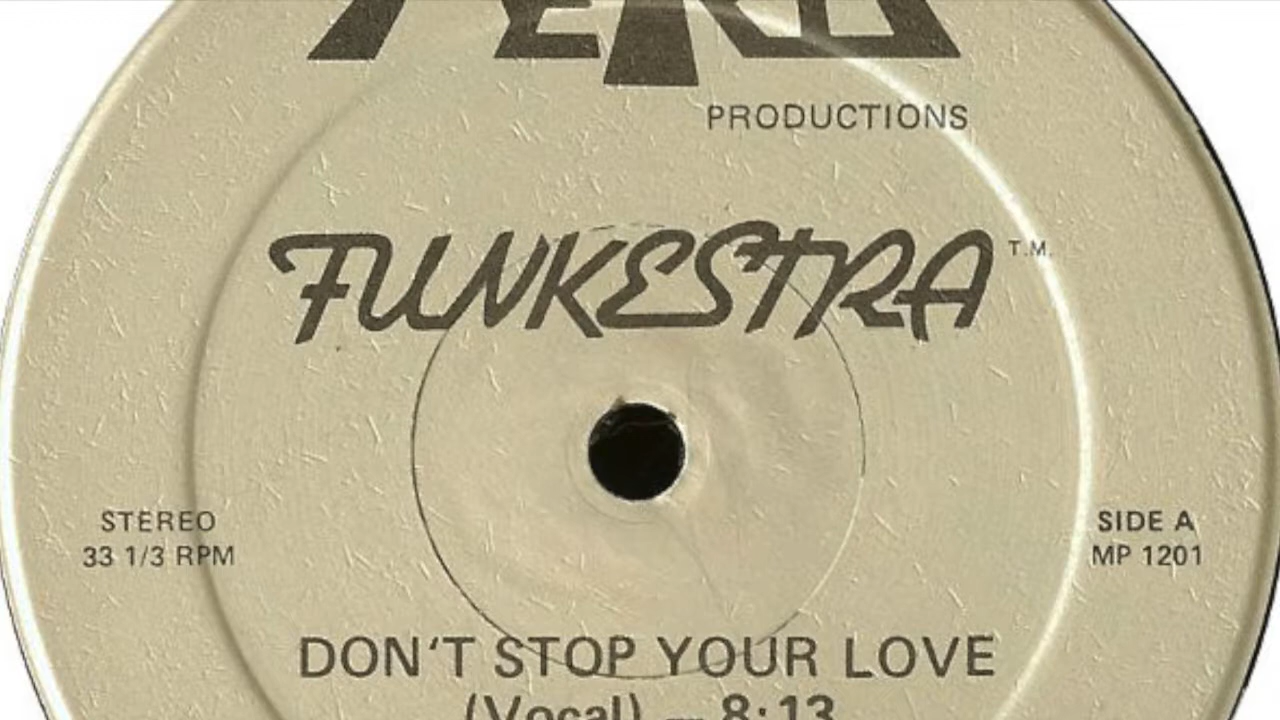 PRODUCTIONS
FUNKESTRA T.M.
STEREO
33 1/3 RPM
SIDE A
MP 1201
DON'T STOP YOUR LOVE
(Vocal) — 8:13